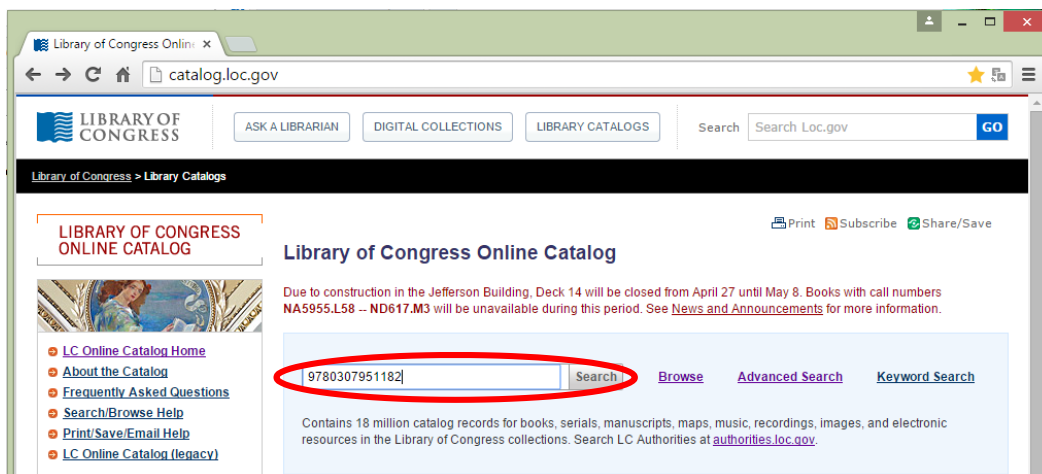 Library of Congress Onlin
catalog.loc.gov
LIBRARY OF CONGRESS
ASK A LIBRARIAN DIGITAL COLLECTIONS LIBRARY CATALOGS Search Search Loc.gov GO
Library of Congress > Library Catalogs
Print Subscribe Share/Save
LIBRARY OF CONGRESS
ONLINE CATALOG
Library of Congress Online Catalog
Due to construction in the Jefferson Building, Deck 14 will be closed from April 27 until May 8. Books with call numbers
NA5955.L58 -- ND617.M3 will be unavailable during this period. See News and Announcements for more information.
LC Online Catalog Home
About the Catalog
Frequently Asked Questions
Search/Browse Help
Print/Save/Email Help
LC Online Catalog (legacy)
9780307951182 Search Browse Advanced Search Keyword Search
Contains 18 million catalog records for books, serials, manuscripts, maps, music, recordings, images, and electronic
resources in the Library of Congress collections. Search LC Authorities at authorities.loc.gov.